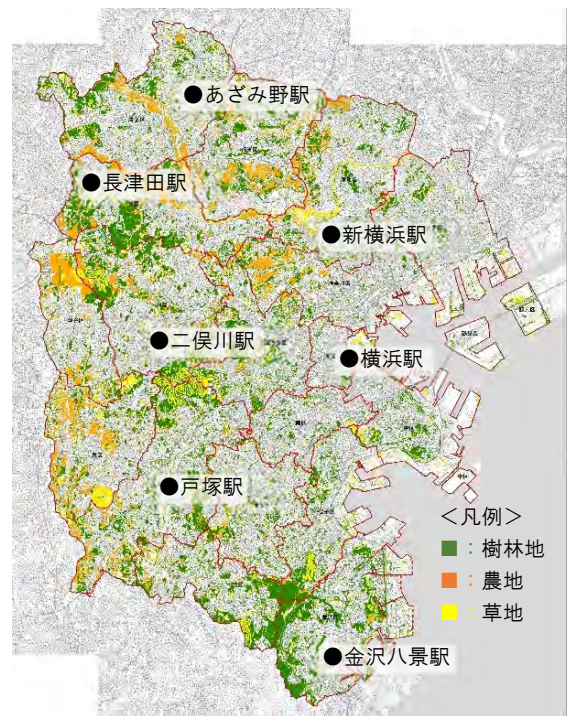 ●あざみ野駅
●長津田駅
●新横浜駅
●二俣川駅
●横浜駅
●戸塚駅
＜凡例＞
■：樹林地
■：農地
■：草地
●金沢八景駅